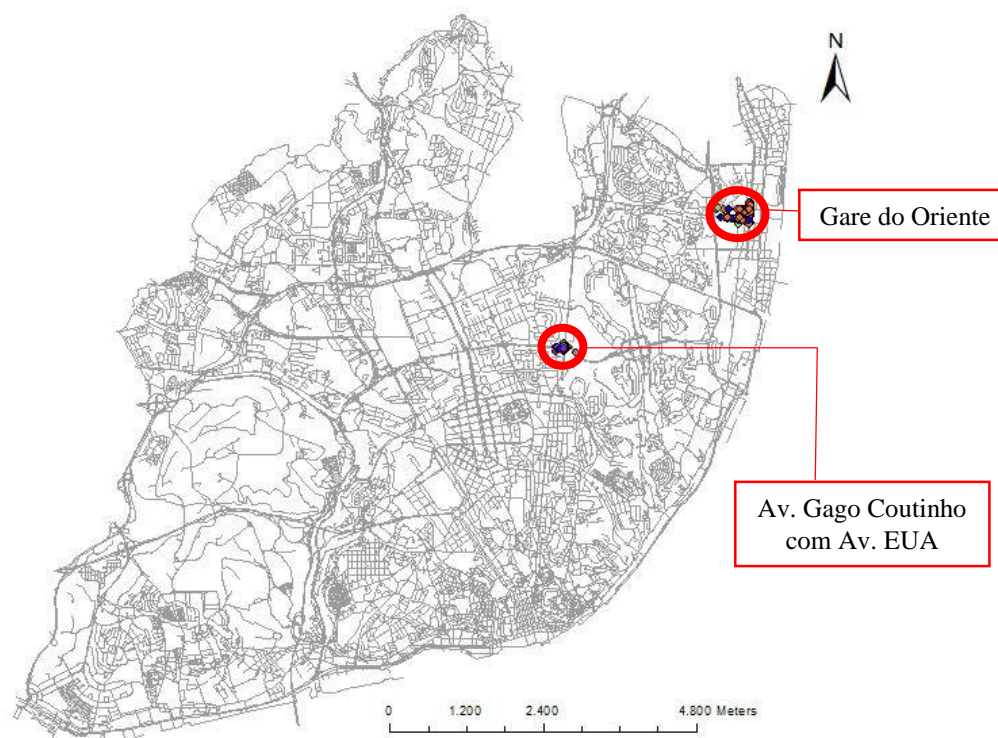 N
Gare do Oriente
Av. Gago Coutinho
com Av. EUA
0 1.200 2.400 4.800 Meters